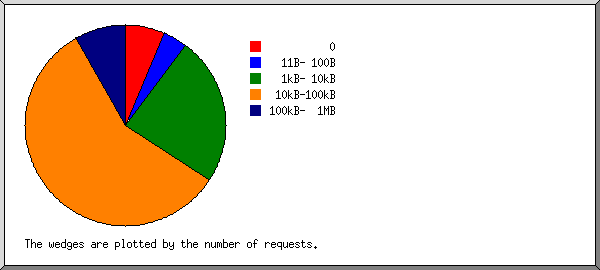 0
11B- 100B
1kB- 10kB
10kB-100kB
100kB- 1MB
The wedges are plotted by the number of requests.